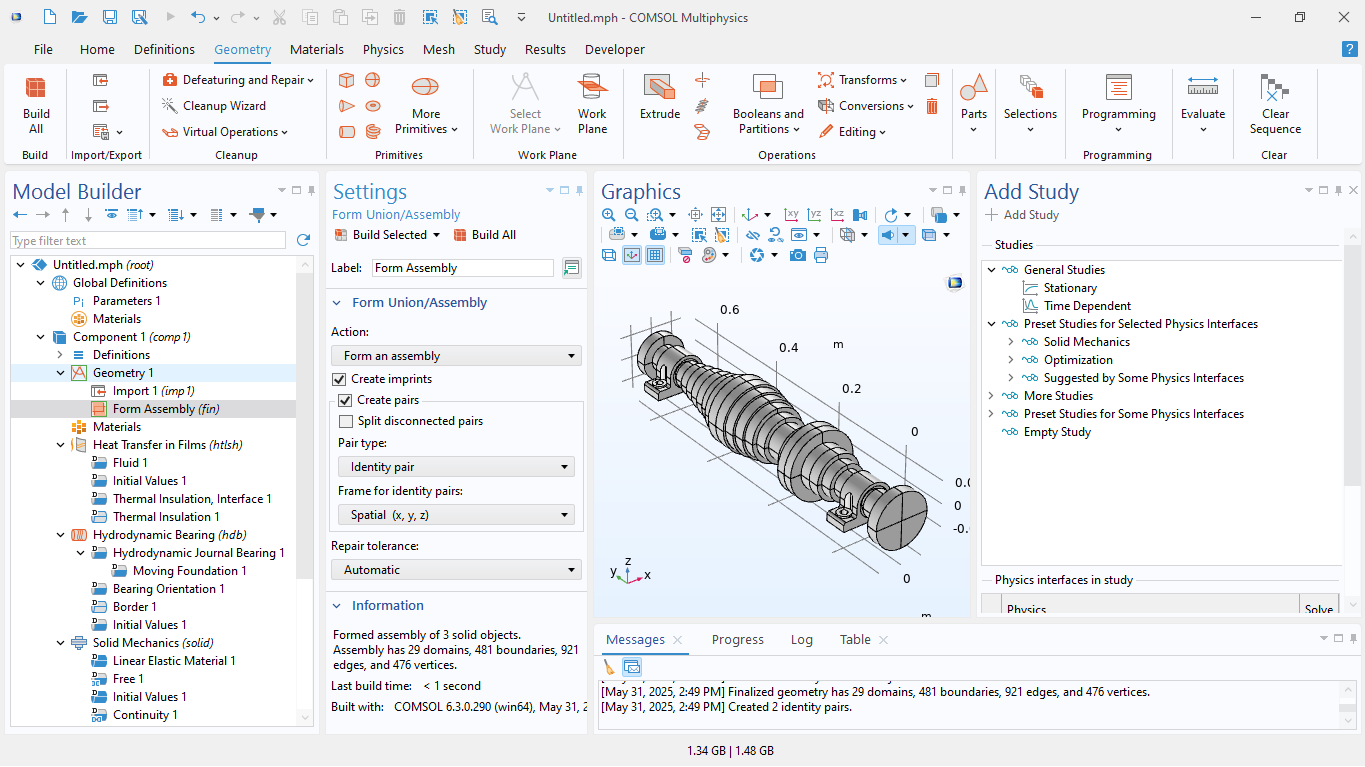 Untitled.mph - COMSOL Multiphysics
File Home Definitions Geometry Materials Physics Mesh Study Results Developer
?
Build All
Build
Import/Export
Defeaturing and Repair
Cleanup Wizard
Virtual Operations
Cleanup
More Primitives
Primitives
Select Work Plane
Work Plane
Work Plane
Extrude
Booleans and Partitions
Transforms
Conversions
Editing
Operations
Parts
Selections
Programming
Programming
Evaluate
Clear Sequence
Clear
Model Builder
Type filter text
Untitled.mph (root)
Global Definitions
Parameters 1
Materials
Component 1 (comp1)
Definitions
Geometry 1
Import 1 (imp1)
Form Assembly (fin)
Materials
Heat Transfer in Films (htlsh)
Fluid 1
Initial Values 1
Thermal Insulation, Interface 1
Thermal Insulation 1
Hydrodynamic Bearing (hdb)
Hydrodynamic Journal Bearing 1
Moving Foundation 1
Bearing Orientation 1
Border 1
Initial Values 1
Solid Mechanics (solid)
Linear Elastic Material 1
Free 1
Initial Values 1
Continuity 1
Settings
Form Union/Assembly
Build Selected Build All
Label: Form Assembly
Form Union/Assembly
Action:
Form an assembly
Create imprints
Create pairs
Split disconnected pairs
Pair type:
Identity pair
Frame for identity pairs:
Spatial (x, y, z)
Repair tolerance:
Automatic
Information
Formed assembly of 3 solid objects.
Assembly has 29 domains, 481 boundaries, 921
edges, and 476 vertices.
Last build time: < 1 second
Built with: COMSOL 6.3.0.290 (win64), May 31, 2
Graphics
xy yz xz
0.6
0.4
m
0.2
0
0.0
0
-0.
0
m
z
y
x
Messages Progress Log Table
[May 31, 2025, 2:49 PM] Finalized geometry has 29 domains, 481 boundaries, 921 edges, and 476 vertices.
[May 31, 2025, 2:49 PM] Created 2 identity pairs.
Add Study
Add Study
Studies
General Studies
Stationary
Time Dependent
Preset Studies for Selected Physics Interfaces
Solid Mechanics
Optimization
Suggested by Some Physics Interfaces
More Studies
Preset Studies for Some Physics Interfaces
Empty Study
Physics interfaces in study
Physics Solve
1.34 GB | 1.48 GB